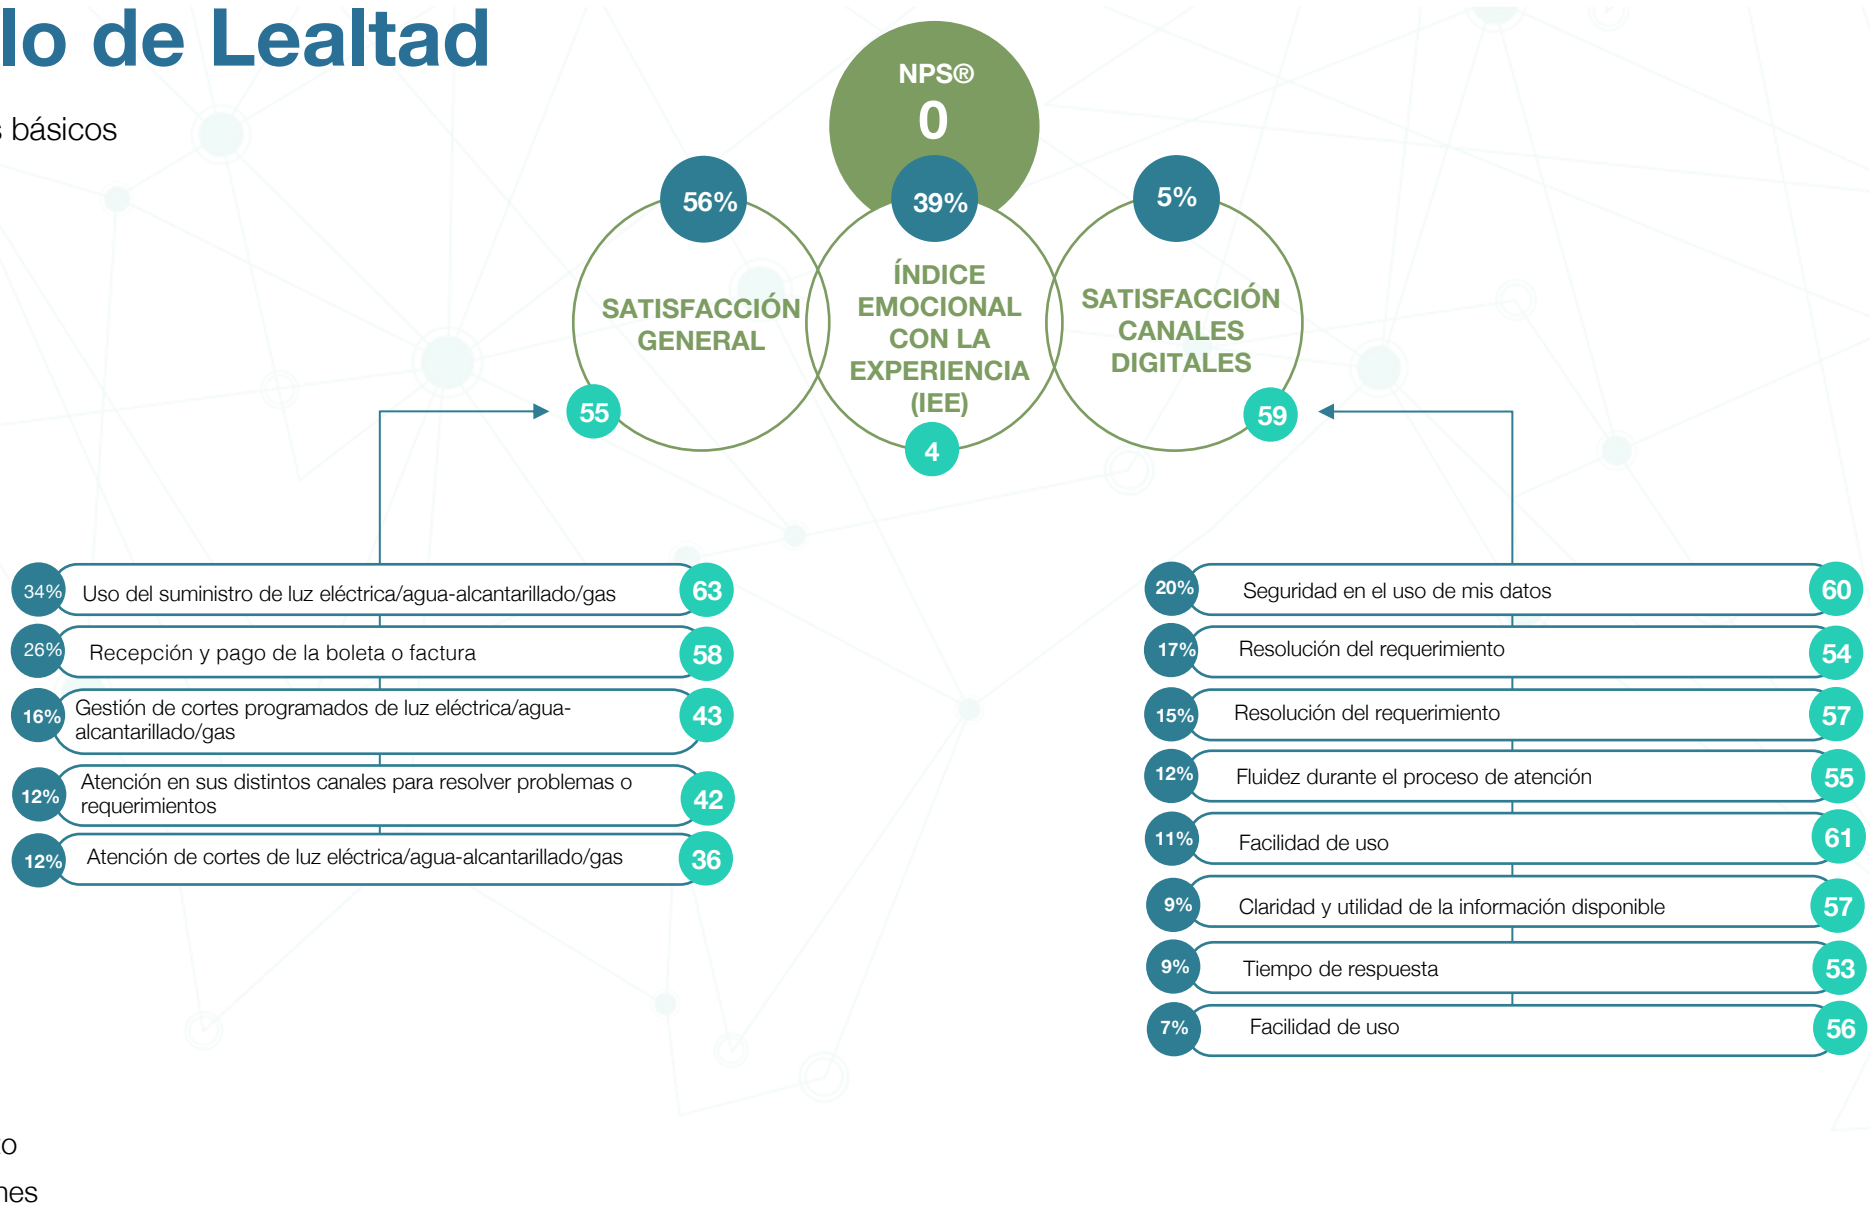 lo de Lealtad
básicos
NPS®
0
56%
39%
5%
SATISFACCIÓN
GENERAL
ÍNDICE
EMOCIONAL
CON LA
EXPERIENCIA
(IEE)
SATISFACCIÓN
CANALES
DIGITALES
55
4
59
34%
Uso del suministro de luz eléctrica/agua-alcantarillado/gas
63
26%
Recepción y pago de la boleta o factura
58
16%
Gestión de cortes programados de luz eléctrica/agua-
alcantarillado/gas
43
12%
Atención en sus distintos canales para resolver problemas o
requerimientos
42
12%
Atención de cortes de luz eléctrica/agua-alcantarillado/gas
36
20%
Seguridad en el uso de mis datos
60
17%
Resolución del requerimiento
54
15%
Resolución del requerimiento
57
12%
Fluidez durante el proceso de atención
55
11%
Facilidad de uso
61
9%
Claridad y utilidad de la información disponible
57
9%
Tiempo de respuesta
53
7%
Facilidad de uso
56
nes